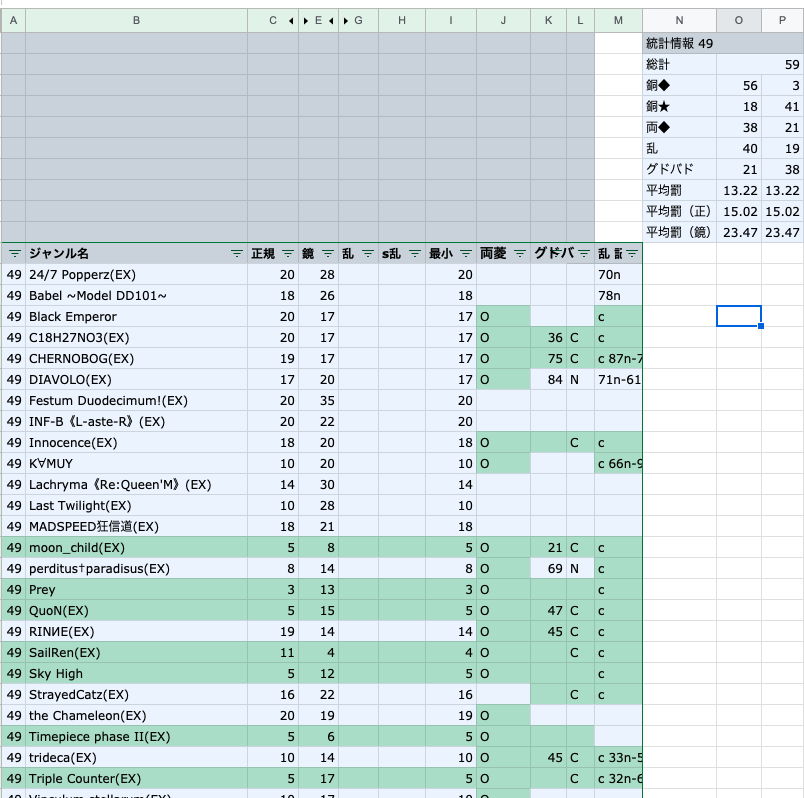 A B C E G H I J K L M N O P
統計情報 49
総計 59
銅◆ 56 3
銅★ 18 41
両◆ 38 21
乱 40 19
グドバド 21 38
平均罰 13.22 13.22
平均罰（正） 15.02 15.02
平均罰（鏡） 23.47 23.47
ジャンル名 正規 鏡 乱 s乱 最小 両菱 グドバ 乱
49 24/7 Popperz(EX) 20 28 20 70n
49 Babel ~Model DD101~ 18 26 18 78n
49 Black Emperor 20 17 17 O c
49 C18H27NO3(EX) 20 17 17 O 36 C c
49 CHERNOBOG(EX) 19 17 17 O 75 C c 87n-7
49 DIAVOLO(EX) 17 20 17 O 84 N 71n-61
49 Festum Duodecimum!(EX) 20 35 20
49 INF-B《L-aste-R》(EX) 20 22 20
49 Innocence(EX) 18 20 18 O C c
49 K∀MUY 10 20 10 O c 66n-9
49 Lachryma《Re:Queen'M》(EX) 14 30 14
49 Last Twilight(EX) 10 28 10
49 MADSPEED狂信道(EX) 18 21 18
49 moon_child(EX) 5 8 5 O 21 C c
49 perditus†paradisus(EX) 8 14 8 O 69 N c
49 Prey 3 13 3 O c
49 QuoN(EX) 5 15 5 O 47 C c
49 RINИE(EX) 19 14 14 O 45 C c
49 SailRen(EX) 11 4 4 O C c
49 Sky High 5 12 5 O c
49 StrayedCatz(EX) 16 22 16 C c
49 the Chameleon(EX) 20 19 19 O
49 Timepiece phase II(EX) 5 6 5 O
49 trideca(EX) 10 14 10 O 45 C c 33n-5
49 Triple Counter(EX) 5 17 5 O C c 32n-6